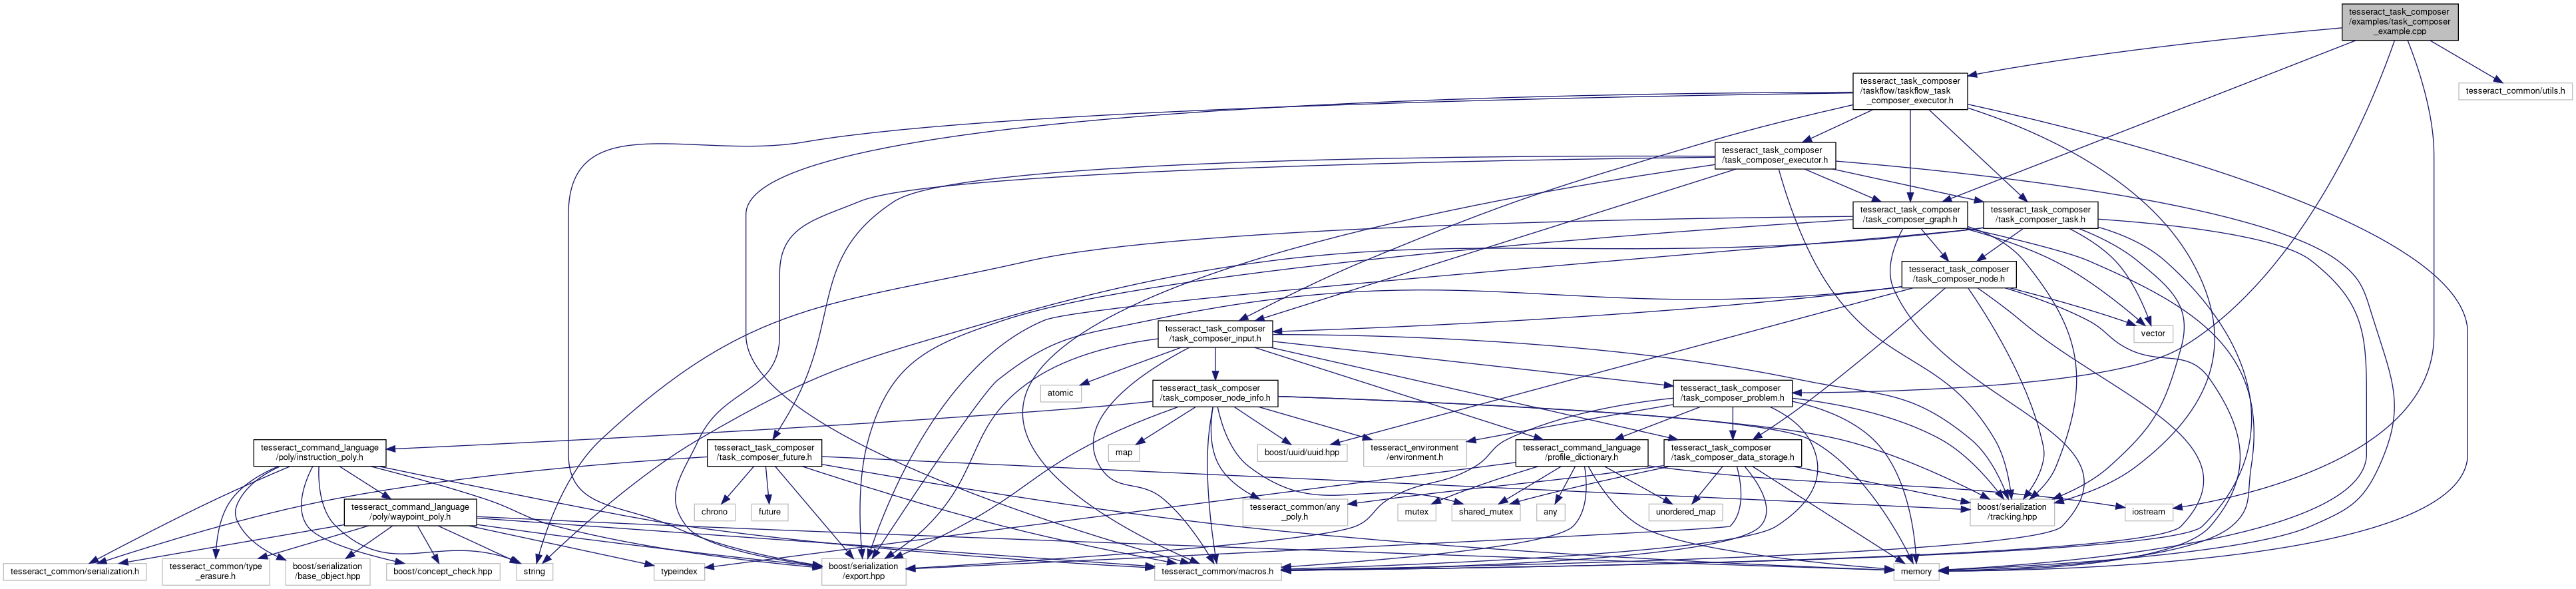 tesseract_task_composer
/examples/task_composer
_example.cpp
tesseract_task_composer
/taskflow/taskflow_task
_composer_executor.h
tesseract_common/utils.h
tesseract_task_composer
/task_composer_executor.h
tesseract_task_composer
/task_composer_graph.h
tesseract_task_composer
/task_composer_task.h
tesseract_task_composer
/task_composer_node.h
tesseract_task_composer
/task_composer_input.h
vector
atomic
tesseract_task_composer
/task_composer_node_info.h
tesseract_task_composer
/task_composer_problem.h
tesseract_command_language
/poly/instruction_poly.h
tesseract_task_composer
/task_composer_future.h
map
boost/uuid/uuid.hpp
tesseract_environment
/environment.h
tesseract_command_language
/profile_dictionary.h
tesseract_task_composer
/task_composer_data_storage.h
tesseract_command_language
/poly/waypoint_poly.h
chrono
future
tesseract_common/any
_poly.h
mutex
shared_mutex
any
unordered_map
boost/serialization
/tracking.hpp
iostream
tesseract_common/serialization.h
tesseract_common/type
_erasure.h
boost/serialization
/base_object.hpp
boost/concept_check.hpp
string
typeindex
boost/serialization
/export.hpp
tesseract_common/macros.h
memory